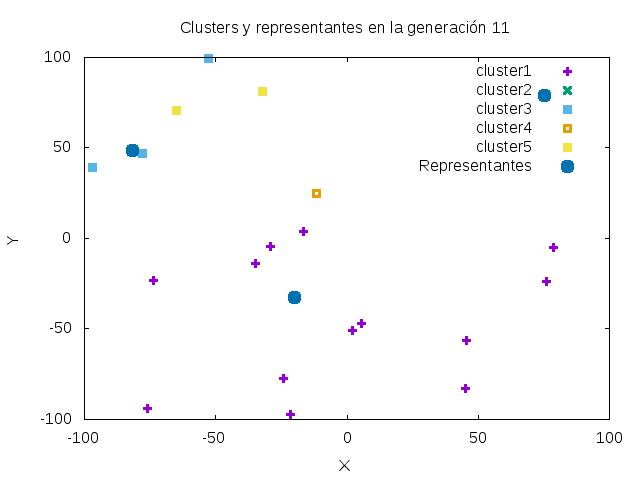 Clusters y representantes en la generación 11
cluster1
cluster2
cluster3
cluster4
cluster5
Representantes
100
50
0
-50
-100
Y
-100
-50
0
50
100
X